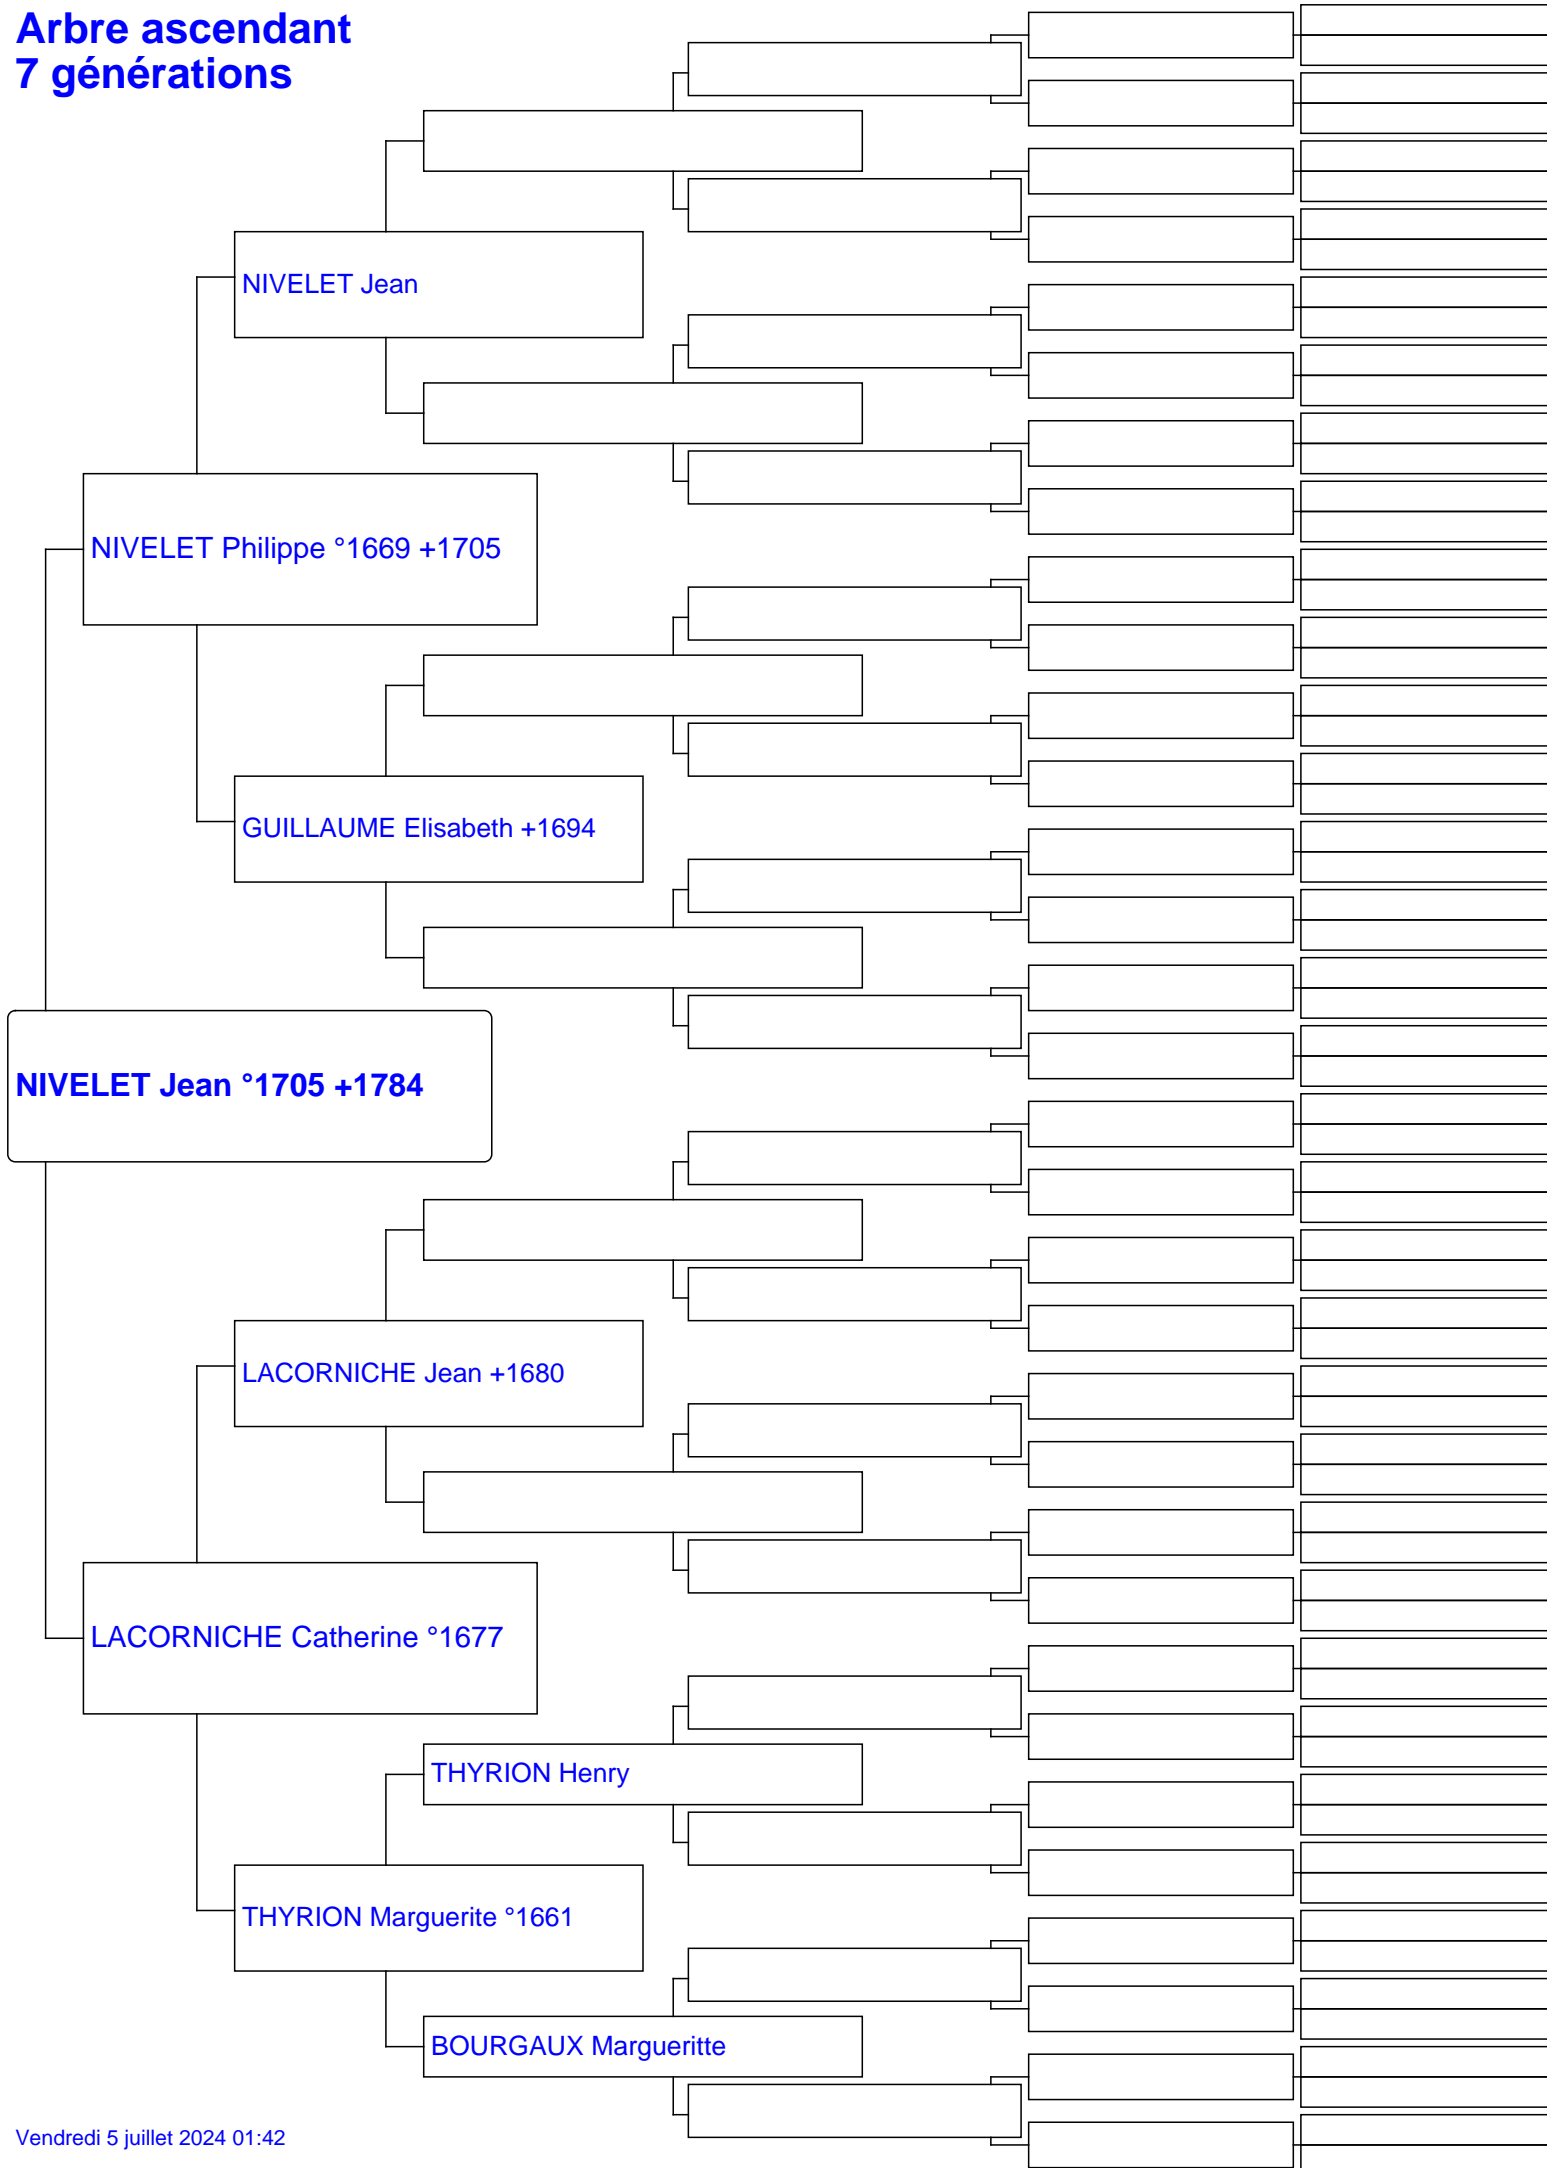 Arbre ascendant
7 générations
NIVELET Jean
NIVELET Philippe °1669 +1705
GUILLAUME Elisabeth +1694
NIVELET Jean °1705 +1784
LACORNICHE Jean +1680
LACORNICHE Catherine °1677
THYRION Henry
THYRION Marguerite °1661
BOURGAUX Margueritte
Vendredi 5 juillet 2024 01:42